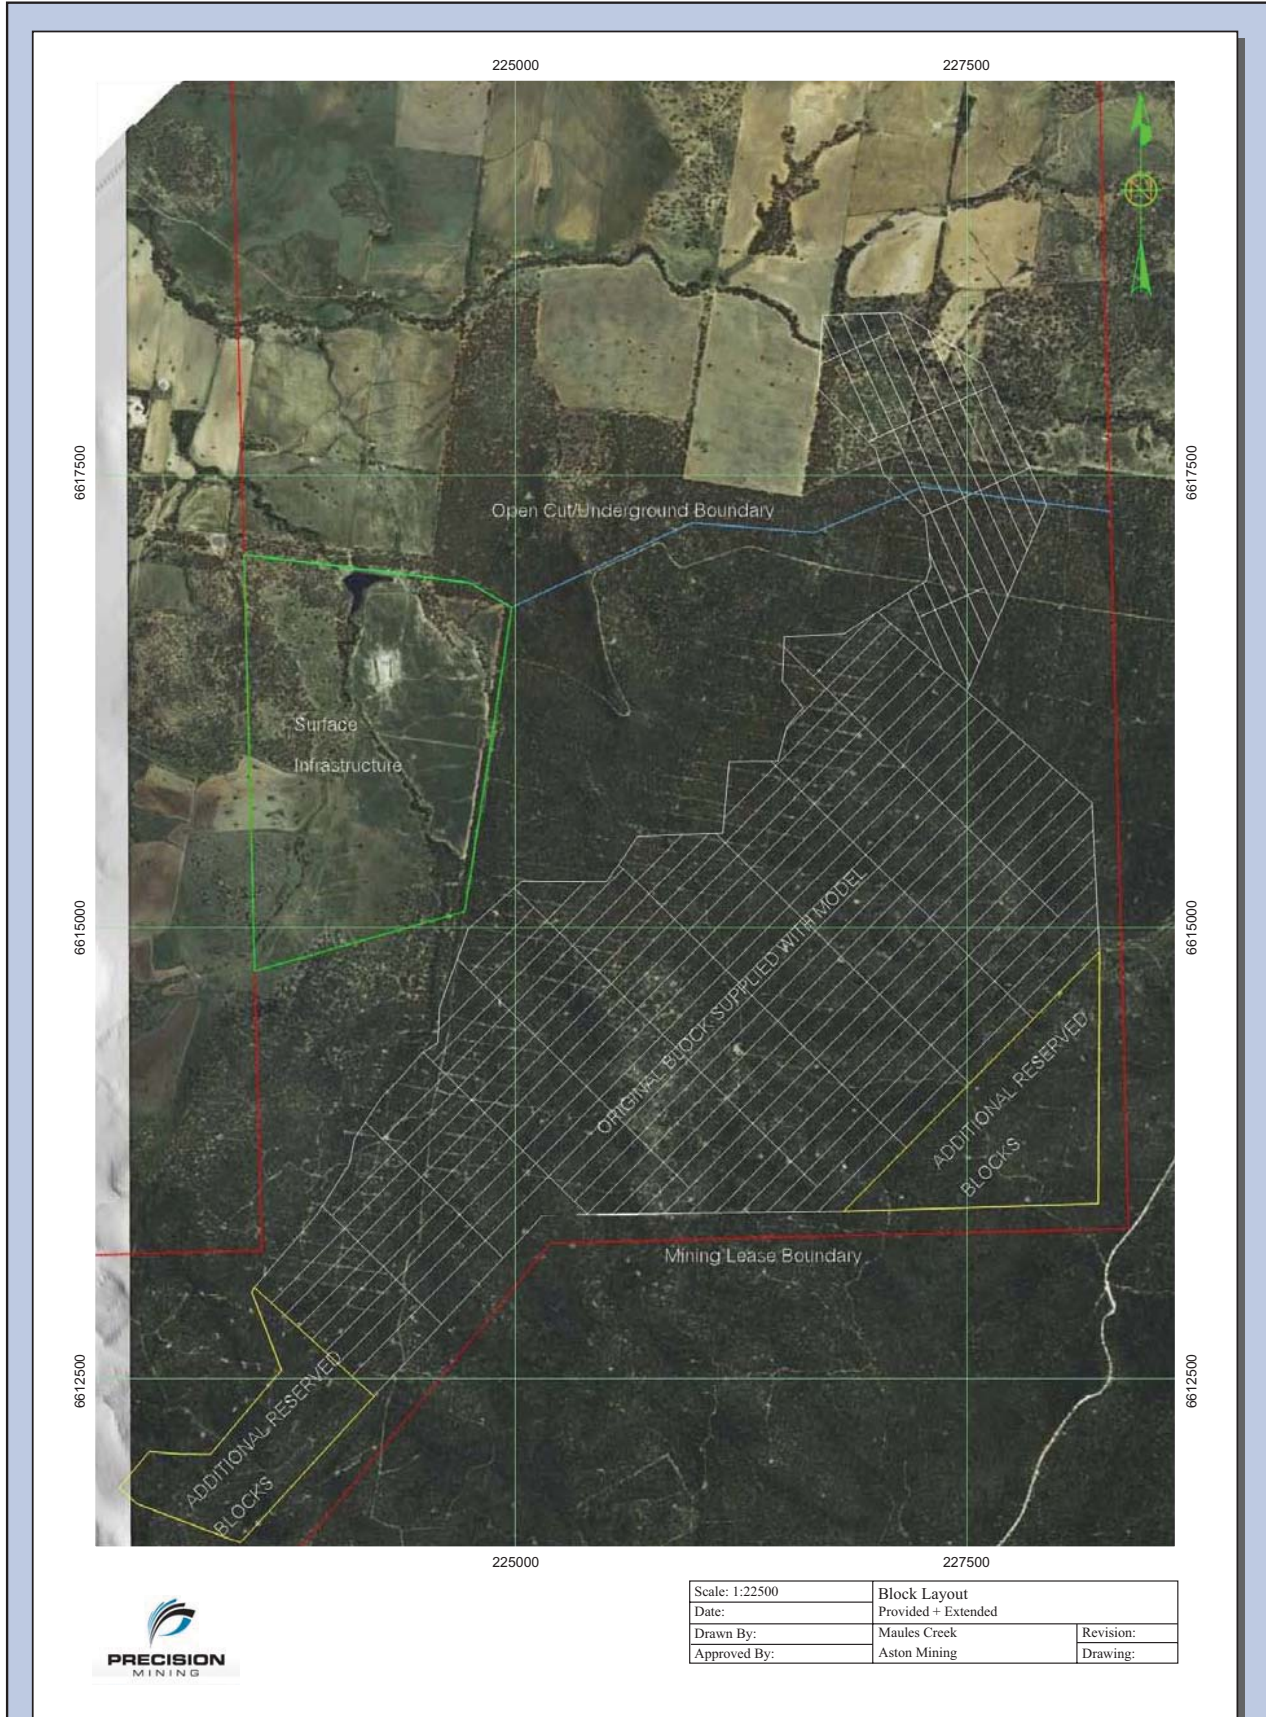 225000
227500
6617500
6617500
Open Cut/Underground Boundary
Surface
Infrastructure
6615000
6615000
ORIGINAL BLOCK SUPPLIED WITH MODEL
ADDITIONAL RESERVED
BLOCKS
Mining Lease Boundary
6612500
6612500
ADDITIONAL RESERVED
BLOCKS
225000
227500
PRECISION
MINING
Scale: 1:22500
Block Layout
Date:
Provided + Extended
Drawn By:
Maules Creek
Revision:
Approved By:
Aston Mining
Drawing: